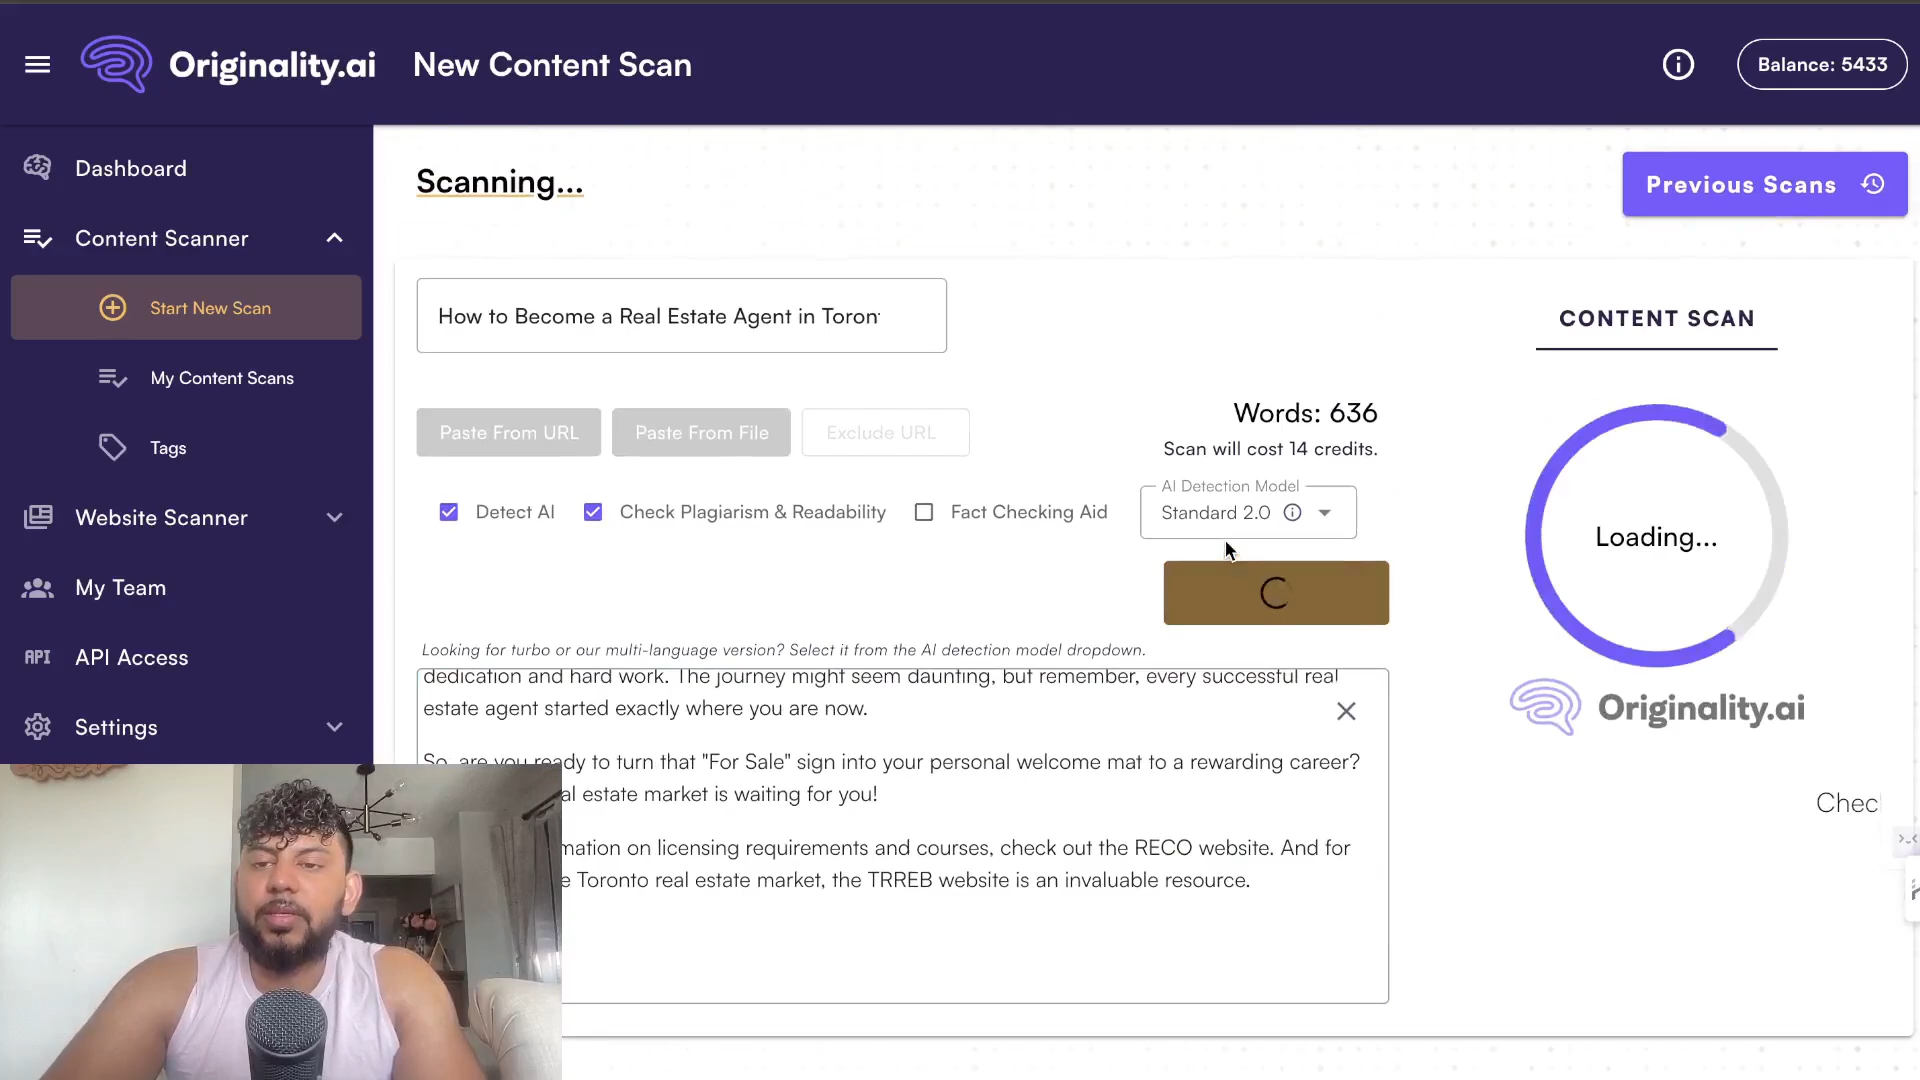 Originality.ai
New Content Scan
Balance: 5433
Dashboard
Content Scanner
Start New Scan
My Content Scans
Tags
Website Scanner
My Team
API
API Access
Settings
Scanning...
Previous Scans
How to Become a Real Estate Agent in Toron
Paste From URL
Paste From File
Exclude URL
Words: 636
Scan will cost 14 credits.
Detect AI
Check Plagiarism & Readability
Fact Checking Aid
AI Detection Model
Standard 2.0
Looking for turbo or our multi-language version? Select it from the AI detection model dropdown.
dedication and hard work. The journey might seem daunting, but remember, every successful real
estate agent started exactly where you are now.
So, are you ready to turn that "For Sale" sign into your personal welcome mat to a rewarding career?
al estate market is waiting for you!
mation on licensing requirements and courses, check out the RECO website. And for
e Toronto real estate market, the TRREB website is an invaluable resource.
CONTENT SCAN
Loading...
Originality.ai
Chec